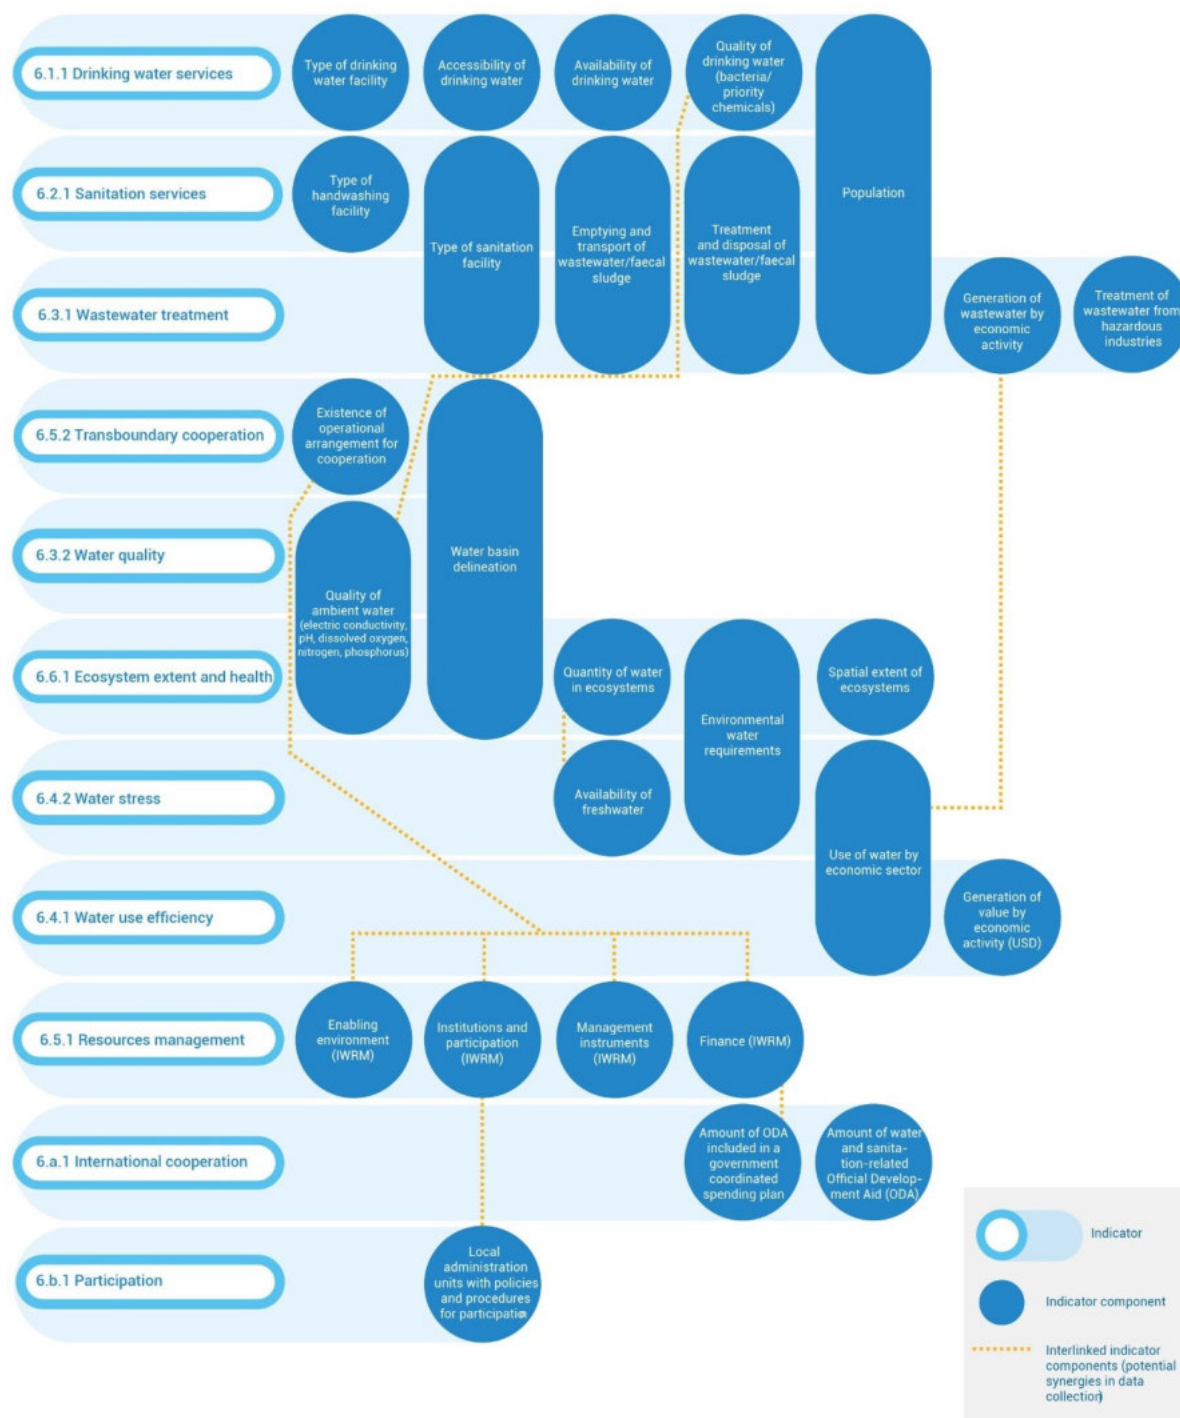 6.1.1 Drinking water services
Type of drinking
water facility
Accessibility of
drinking water
Availability of
drinking water
Quality of
drinking water
(bacteria/
priority
chemicals)
6.2.1 Sanitation services
Type of
handwashing
facility
Type of sanitation
facility
Emptying and
transport of
wastewater/faecal
sludge
Treatment
and disposal of
wastewater/faecal
sludge
Population
6.3.1 Wastewater treatment
Generation of
wastewater by
economic
activity
Treatment of
wastewater from
hazardous
industries
6.5.2 Transboundary cooperation
Existence of
operational
arrangement for
cooperation
6.3.2 Water quality
Water basin
delineation
Quality of
ambient water
(electric conductivity,
pH, dissolved oxygen,
nitrogen, phosphorus)
6.6.1 Ecosystem extent and health
Quantity of water
in ecosystems
Environmental
water
requirements
Spatial extent of
ecosystems
6.4.2 Water stress
Availability of
freshwater
Use of water by
economic sector
6.4.1 Water use efficiency
Generation of
value by
economic
activity (USD)
6.5.1 Resources management
Enabling
environment
(IWRM)
Institutions and
participation
(IWRM)
Management
instruments
(IWRM)
Finance (IWRM)
6.a.1 International cooperation
Amount of ODA
included in a
government
coordinated
spending plan
Amount of water
and sanita-
tion-related
Official Develop-
ment Aid (ODA)
6.b.1 Participation
Local
administration
units with policies
and procedures
for participation
Indicator
Indicator component
Interlinked indicator
components (potential
synergies in data
collection)